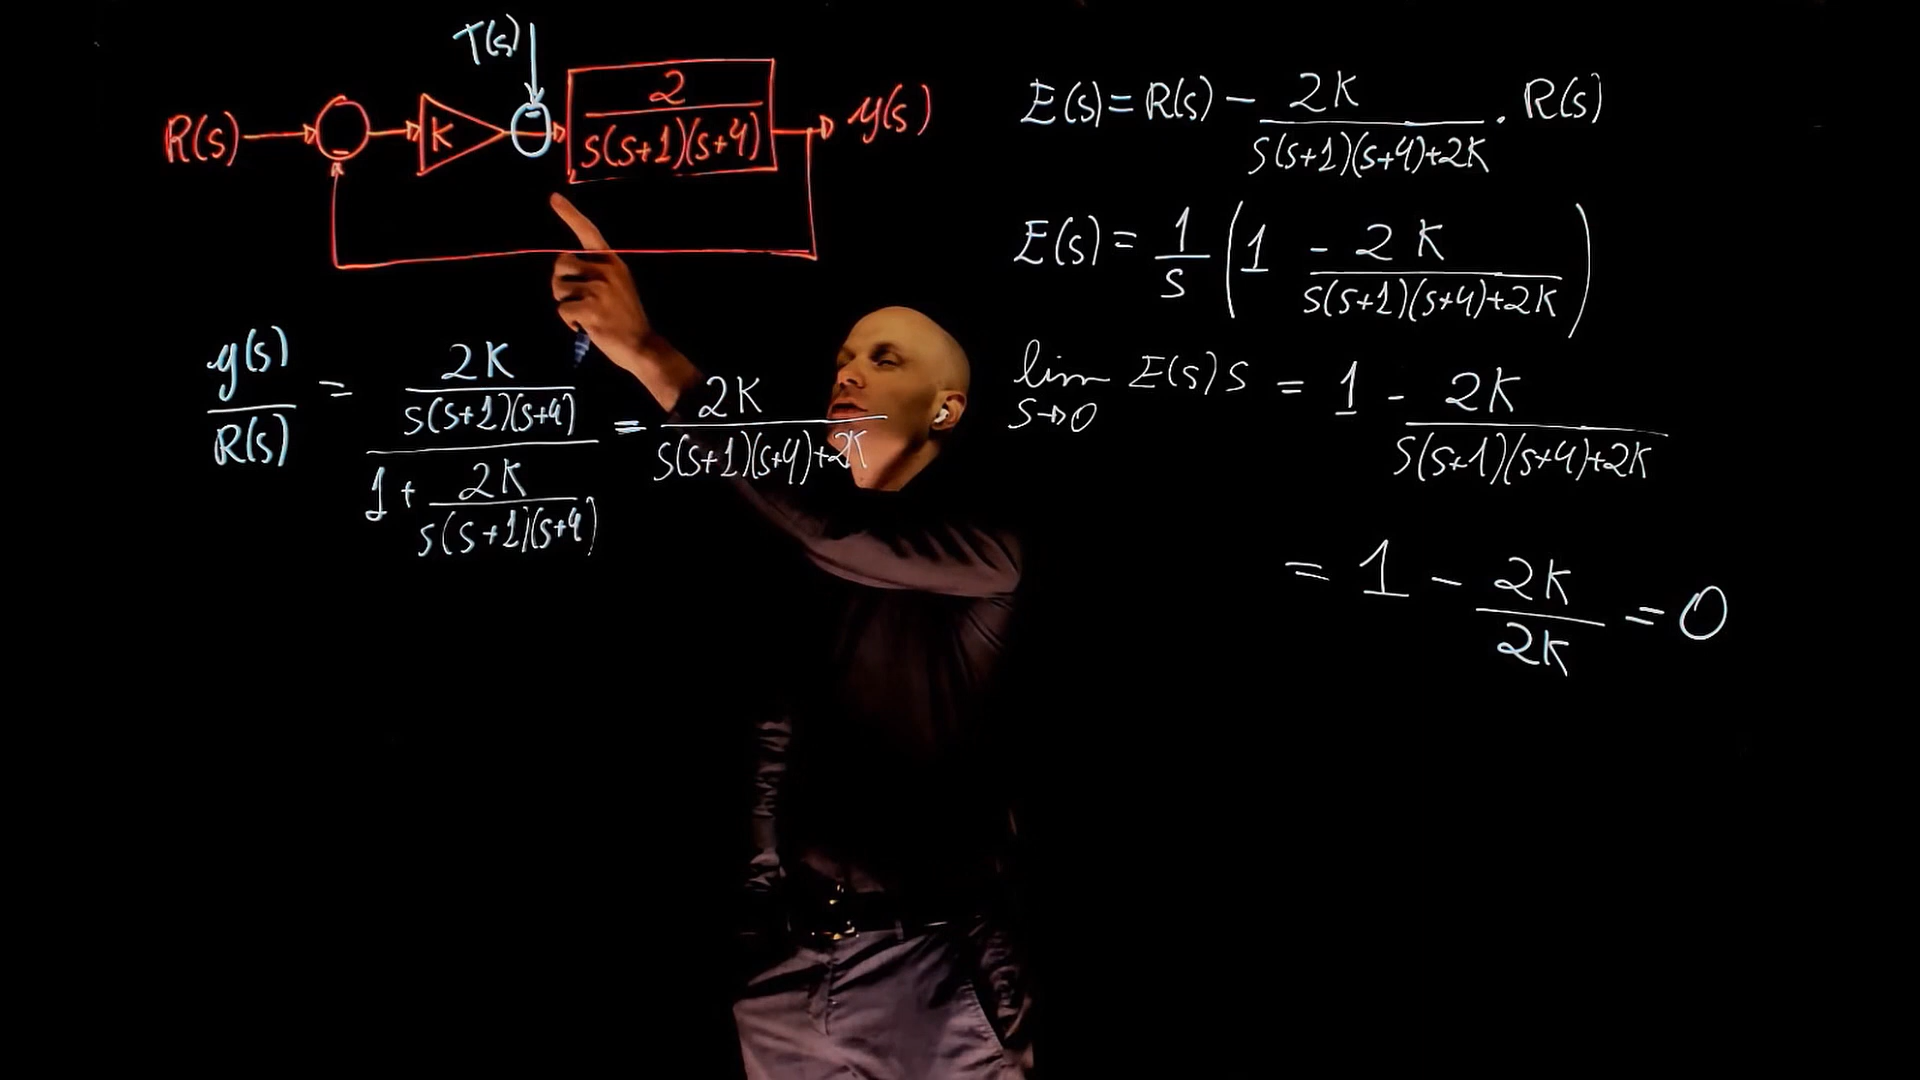 T(s)
R(s) K 2 / s(s+1)(s+4) y(s)
y(s) / R(s) = (2K / s(s+1)(s+4)) / (1 + 2K / s(s+1)(s+4)) = 2K / s(s+1)(s+4)+2K
E(s) = R(s) - 2K / s(s+1)(s+4)+2K . R(s)
E(s) = 1/s (1 - 2K / s(s+1)(s+4)+2K)
lim s→0 E(s)s = 1 - 2K / s(s+1)(s+4)+2K
= 1 - 2K / 2K = 0